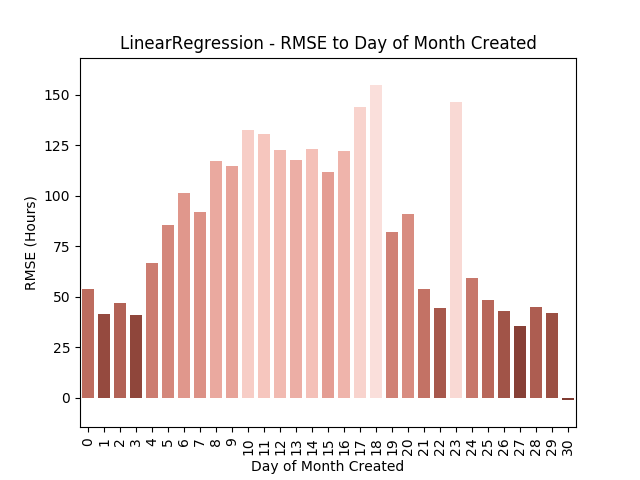 LinearRegression - RMSE to Day of Month Created
RMSE (Hours)
150
125
100
75
50
25
0
0 1 2 3 4 5 6 7 8 9 10 11 12 13 14 15 16 17 18 19 20 21 22 23 24 25 26 27 28 29 30
Day of Month Created